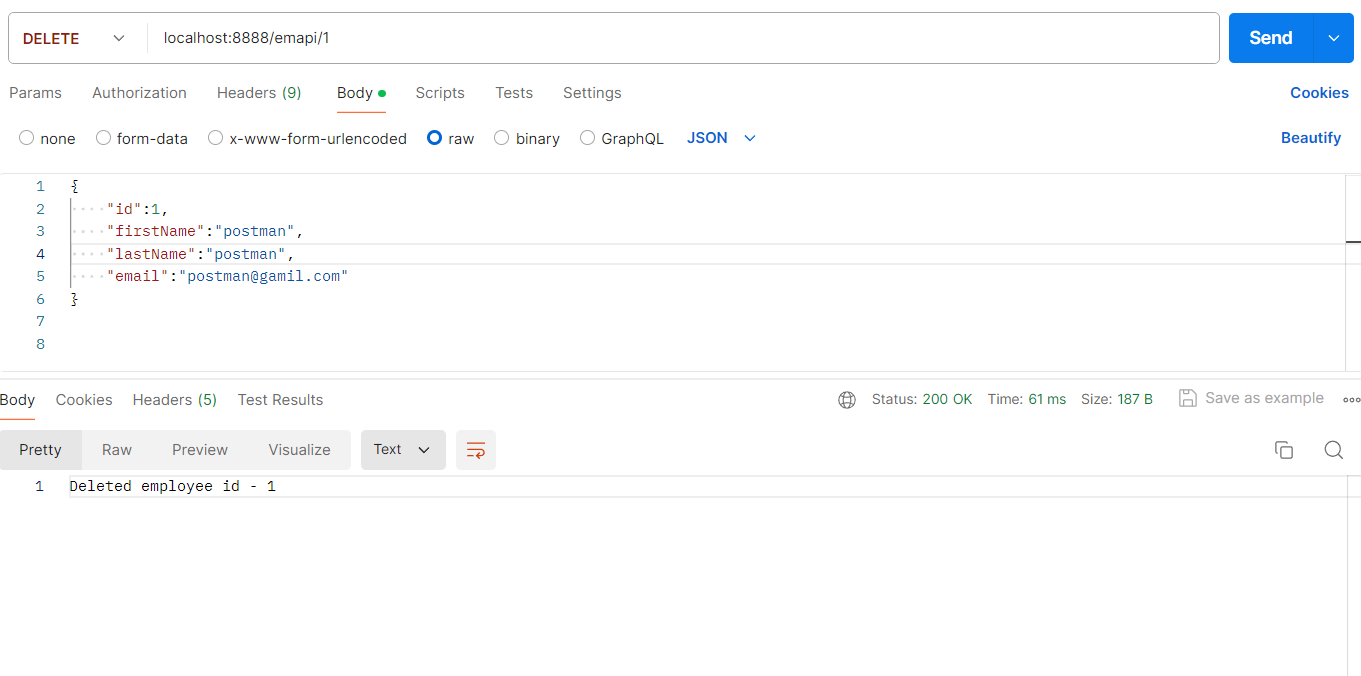 DELETE localhost:8888/emapi/1 Send
Params Authorization Headers (9) Body Scripts Tests Settings Cookies
none form-data x-www-form-urlencoded raw binary GraphQL JSON Beautify
1 {
2 "id":1,
3 "firstName":"postman",
4 "lastName":"postman",
5 "email":"postman@gamil.com"
6 }
7
8
Body Cookies Headers (5) Test Results Status: 200 OK Time: 61 ms Size: 187 B Save as example
Pretty Raw Preview Visualize Text
1 Deleted employee id - 1